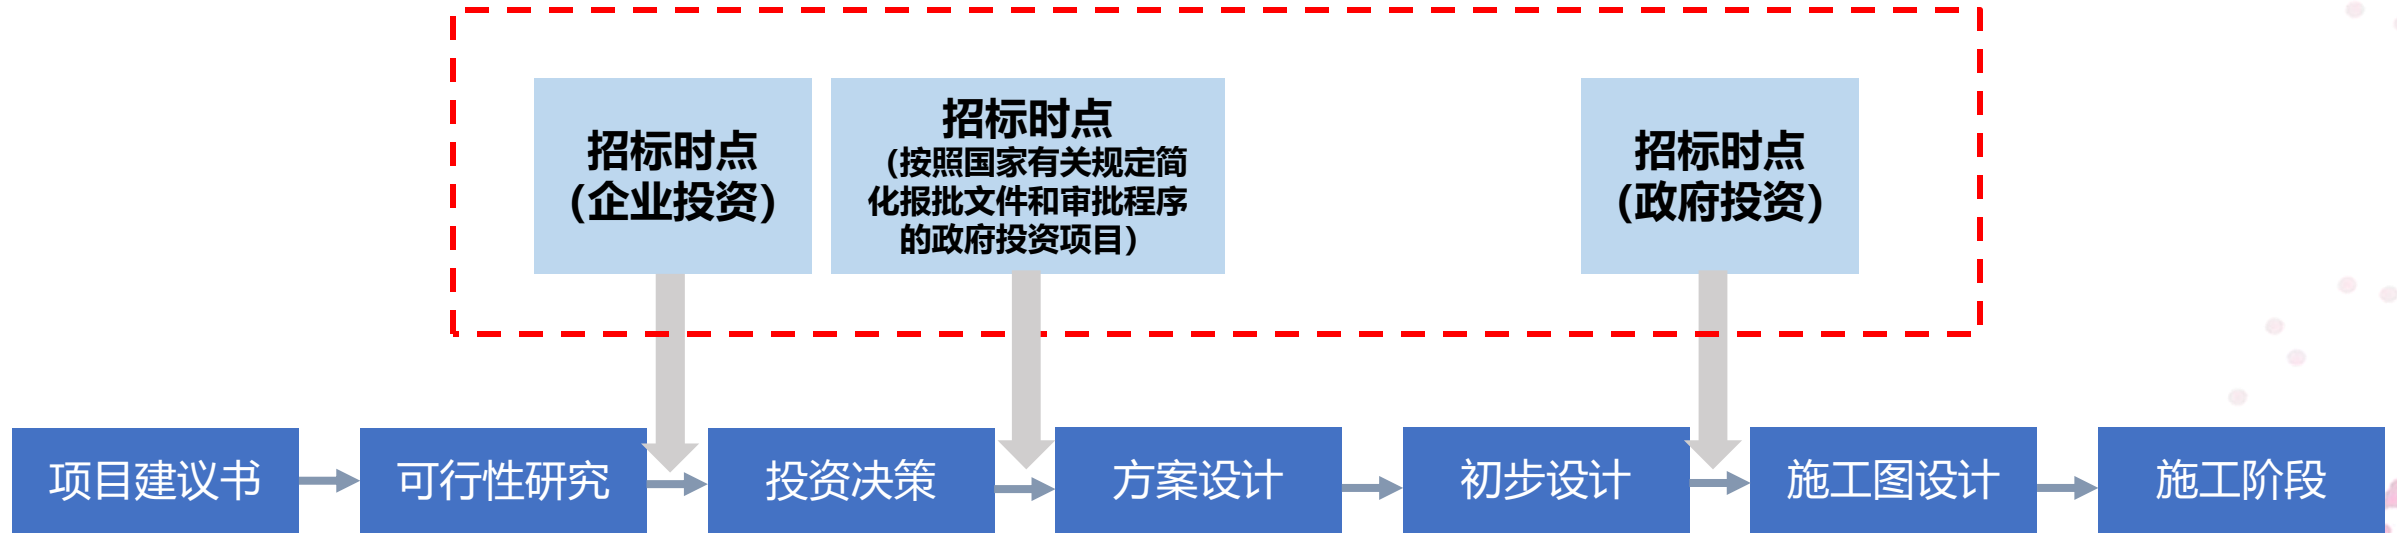 招标时点
（企业投资）
招标时点
（按照国家有关规定简
化报批文件和审批程序
的政府投资项目）
招标时点
（政府投资）
项目建议书
可行性研究
投资决策
方案设计
初步设计
施工图设计
施工阶段